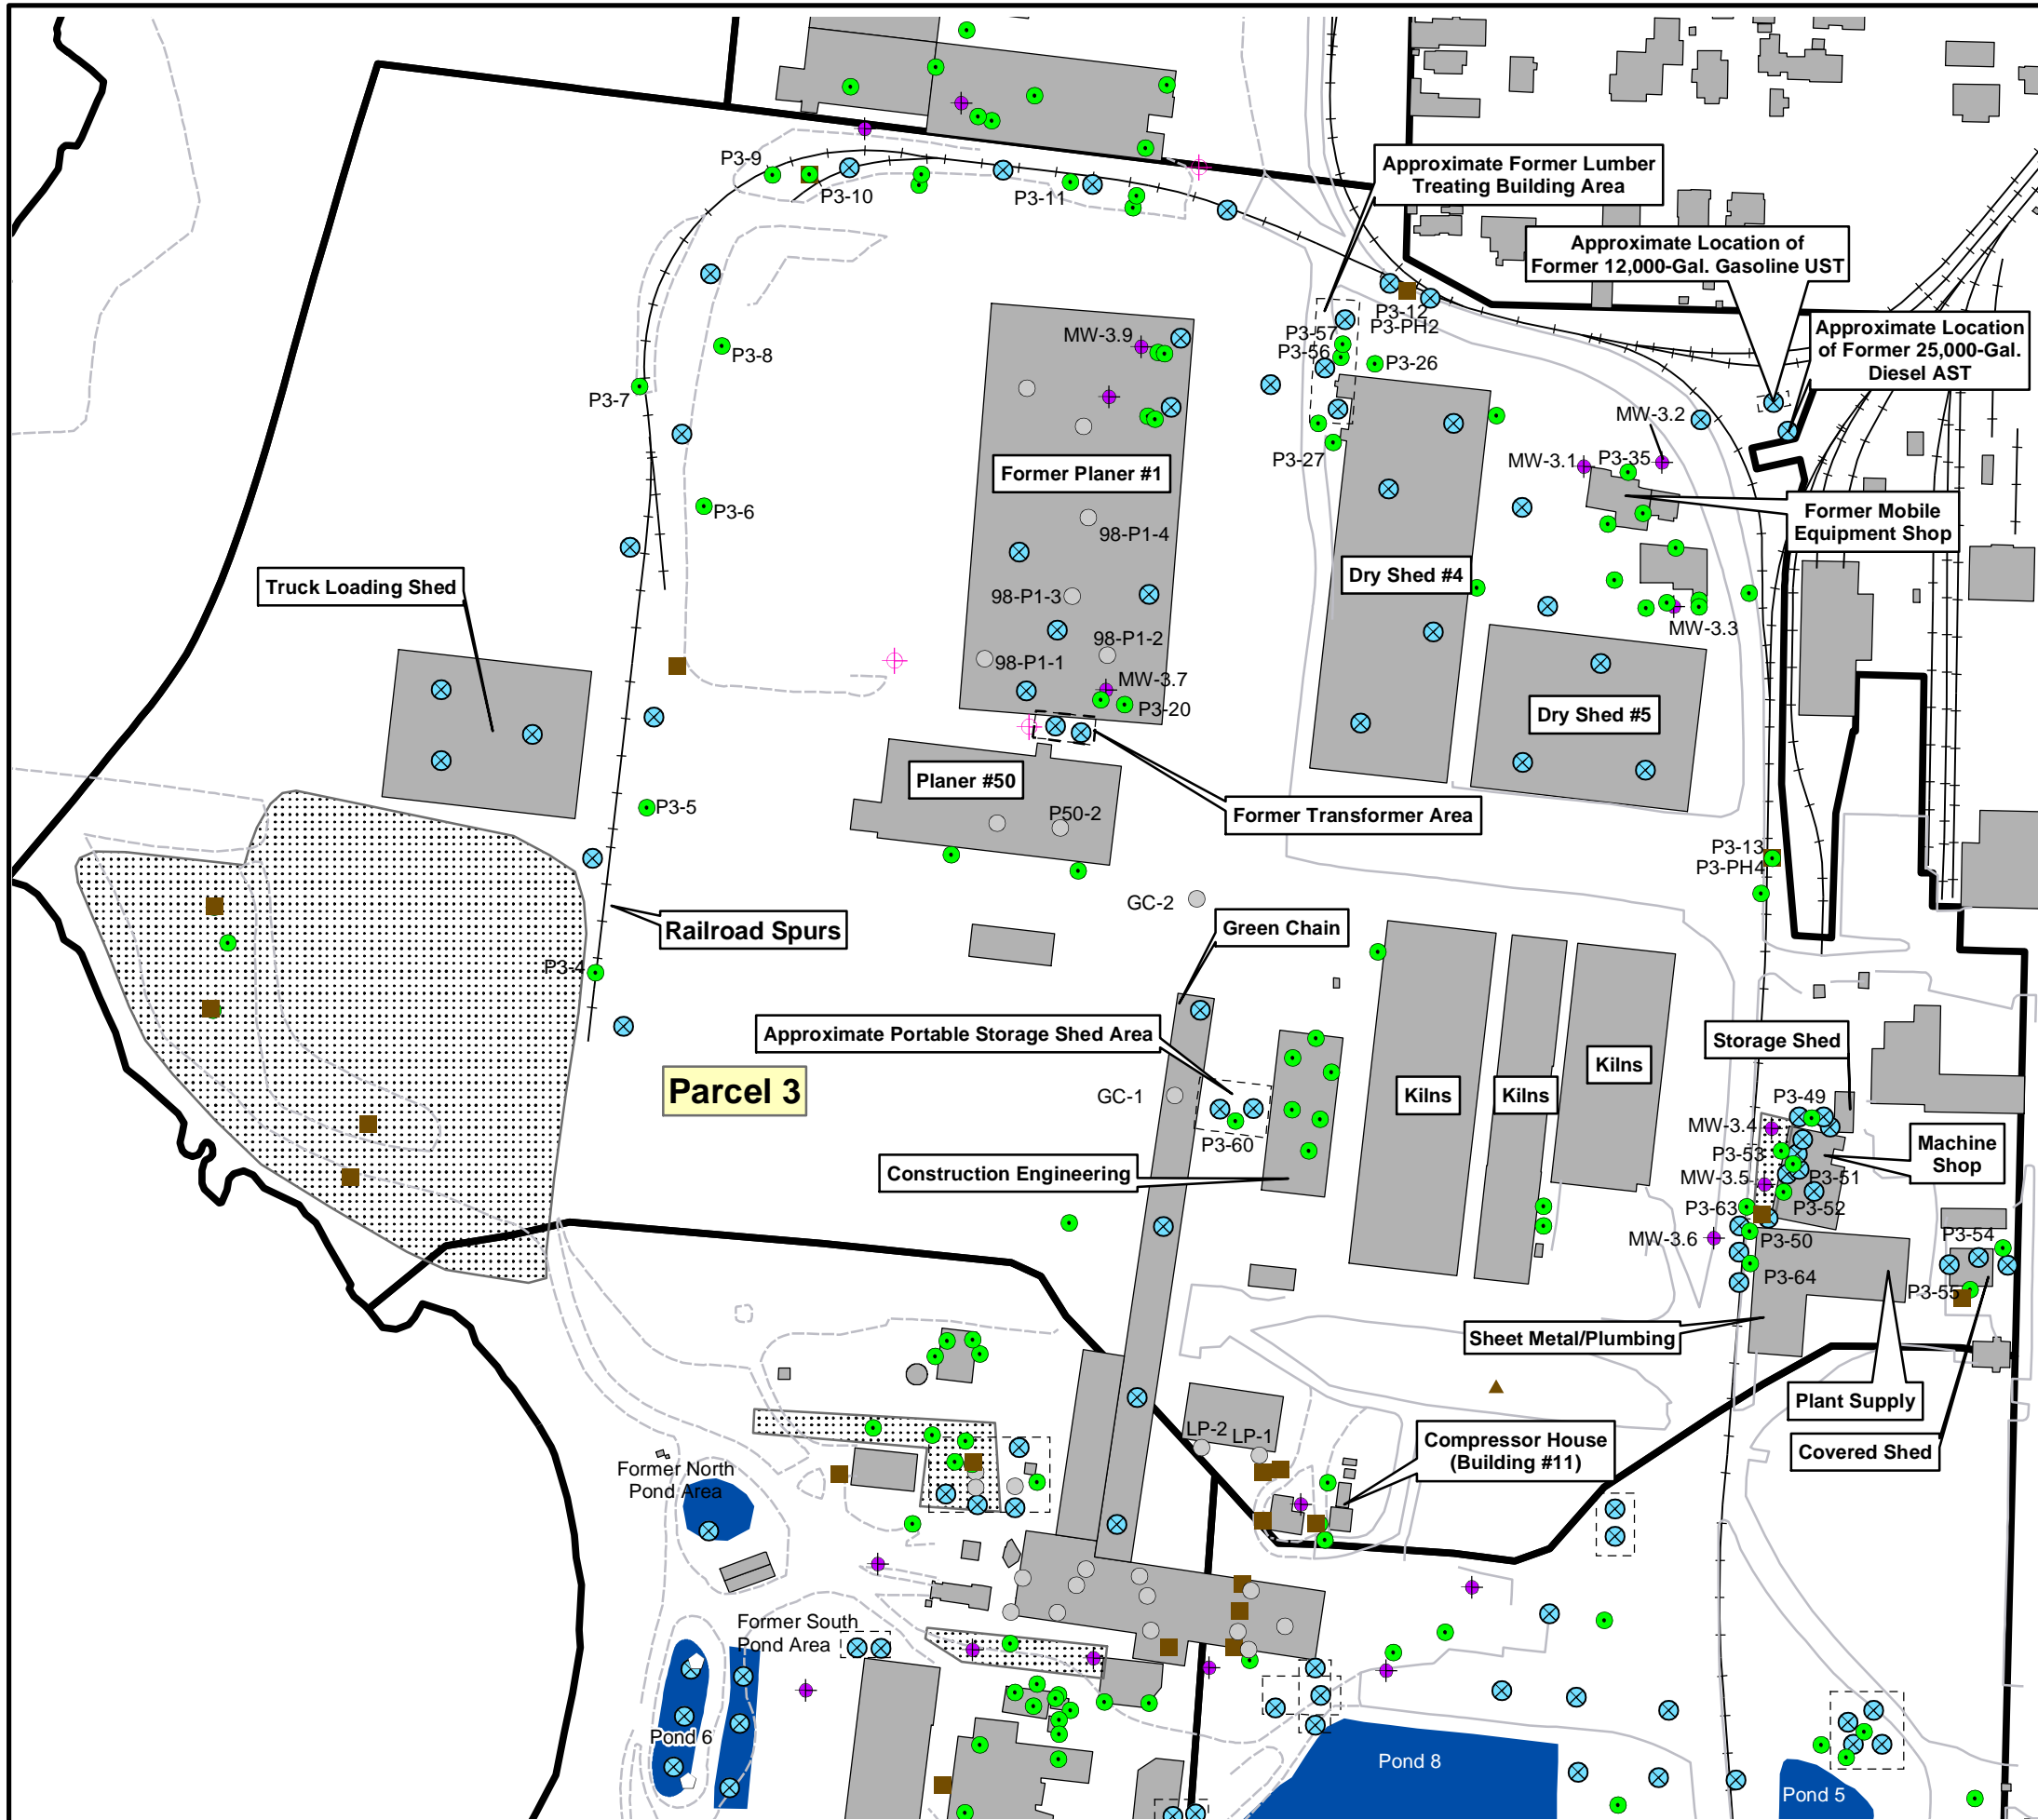 P3-9
P3-10
P3-11
Approximate Former Lumber
Treating Building Area
Approximate Location of
Former 12,000-Gal. Gasoline UST
Approximate Location
of Former 25,000-Gal.
Diesel AST
P3-12
P3-PH2
P3-57
P3-56
P3-26
MW-3.9
P3-8
P3-7
MW-3.2
P3-27
MW-3.1
P3-35
Former Planer #1
P3-6
98-P1-4
Former Mobile
Equipment Shop
Truck Loading Shed
Dry Shed #4
98-P1-3
MW-3.3
98-P1-2
98-P1-1
MW-3.7
P3-20
Dry Shed #5
Planer #50
P3-5
P50-2
Former Transformer Area
P3-13
P3-PH4
GC-2
Railroad Spurs
Green Chain
P3-4
Approximate Portable Storage Shed Area
Storage Shed
Parcel 3
GC-1
Kilns
Kilns
Kilns
P3-49
MW-3.4
P3-60
P3-53
Machine
Shop
Construction Engineering
MW-3.5
P3-51
P3-63
P3-52
MW-3.6
P3-50
P3-54
P3-64
P3-55
Sheet Metal/Plumbing
Plant Supply
LP-2
LP-1
Compressor House
(Building #11)
Covered Shed
Former North
Pond Area
Former South
Pond Area
Pond 6
Pond 8
Pond 5